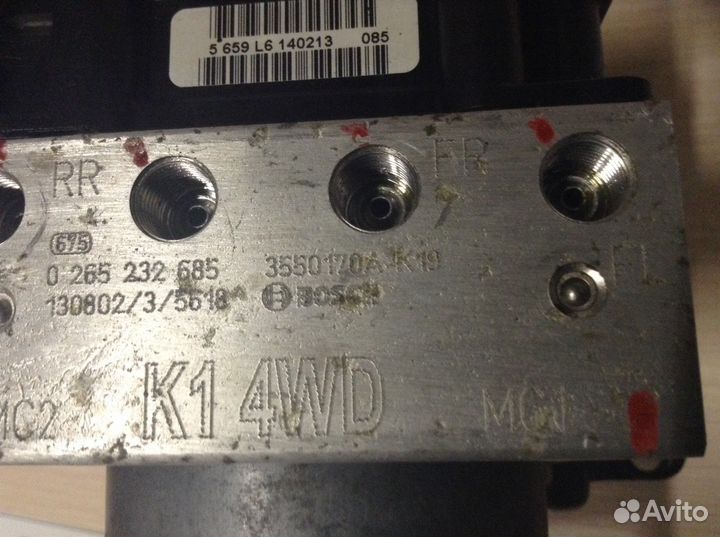 5 659 L6 140213 085
RR FR
675
0 265 232 685 3550170A-K19
130802/3/5618 BOSCH FL
MC2 K1 4WD MC1
Avito